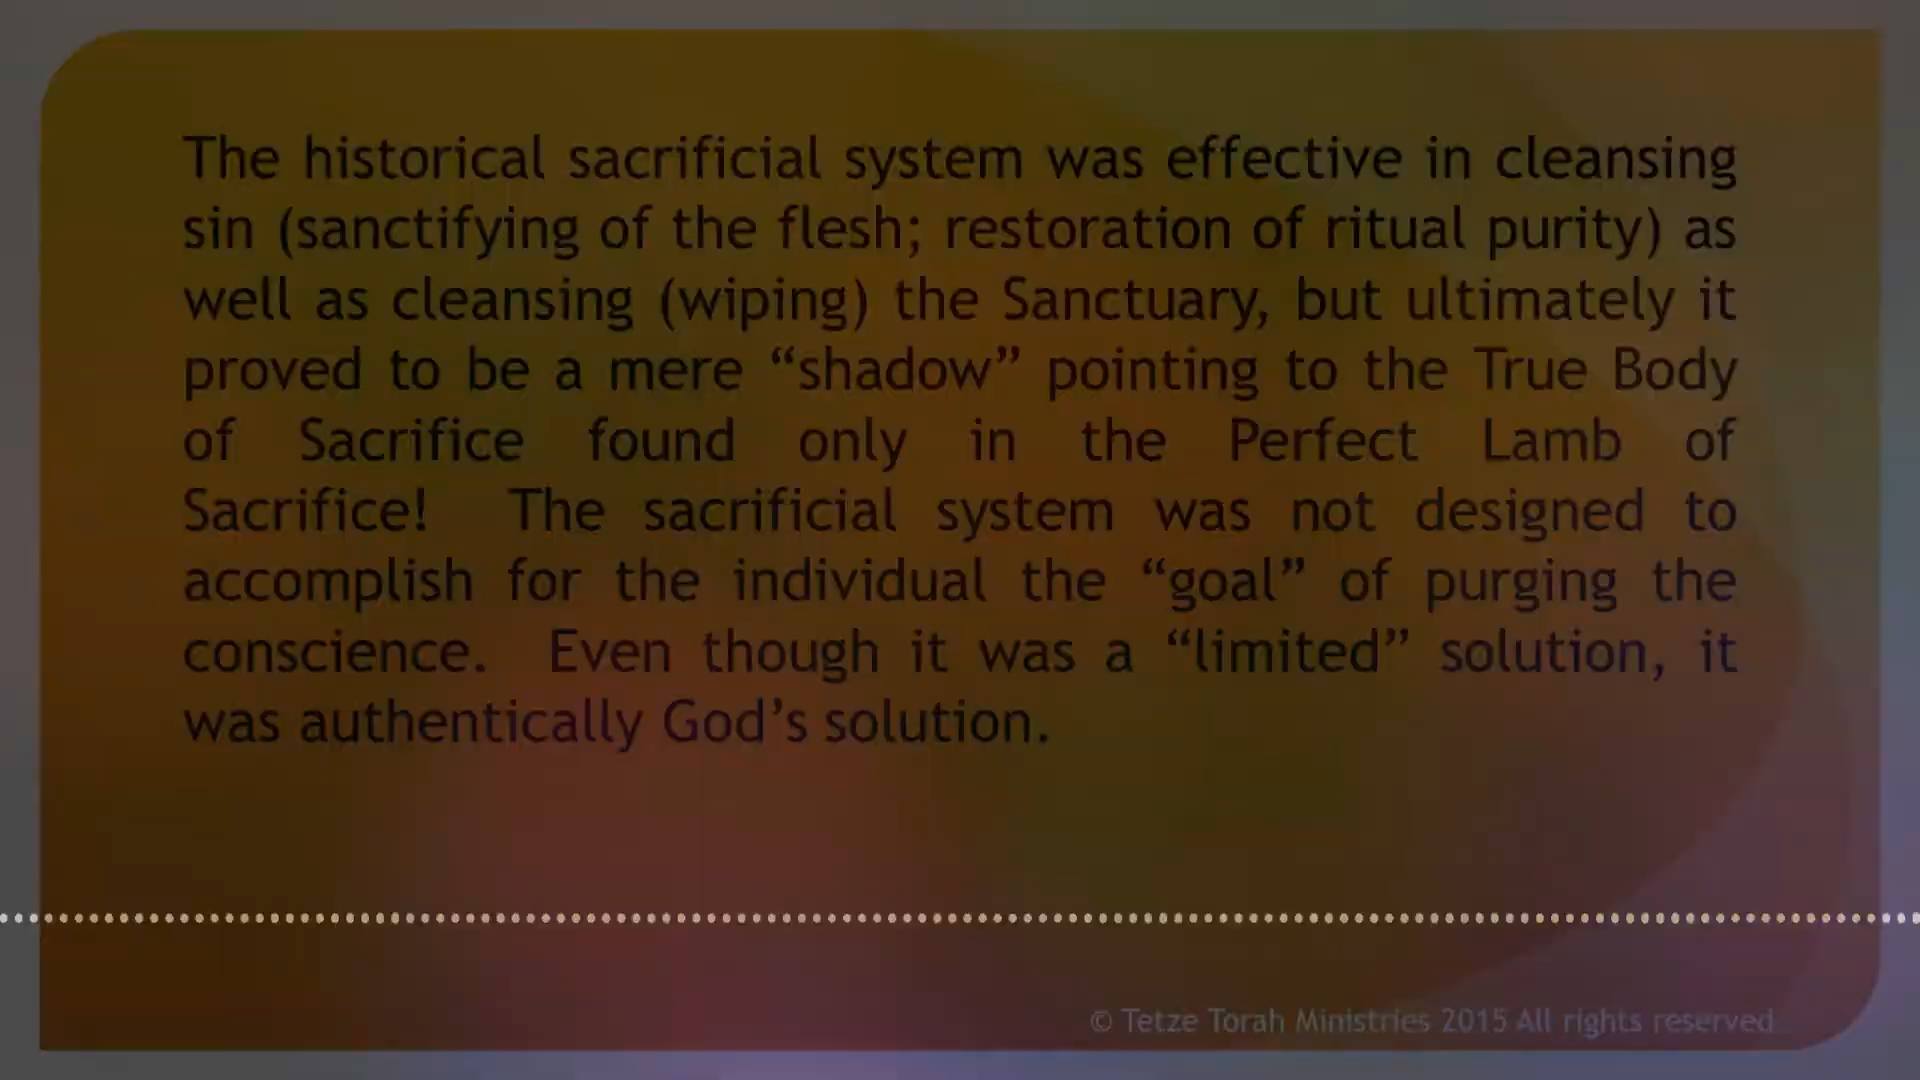 The historical sacrificial system was effective in cleansing
sin (sanctifying of the flesh; restoration of ritual purity) as
well as cleansing (wiping) the Sanctuary, but ultimately it
proved to be a mere “shadow” pointing to the True Body
of Sacrifice found only in the Perfect Lamb of
Sacrifice! The sacrificial system was not designed to
accomplish for the individual the “goal” of purging the
conscience. Even though it was a “limited” solution, it
was authentically God’s solution.
© Tetze Torah Ministries 2015 All rights reserved